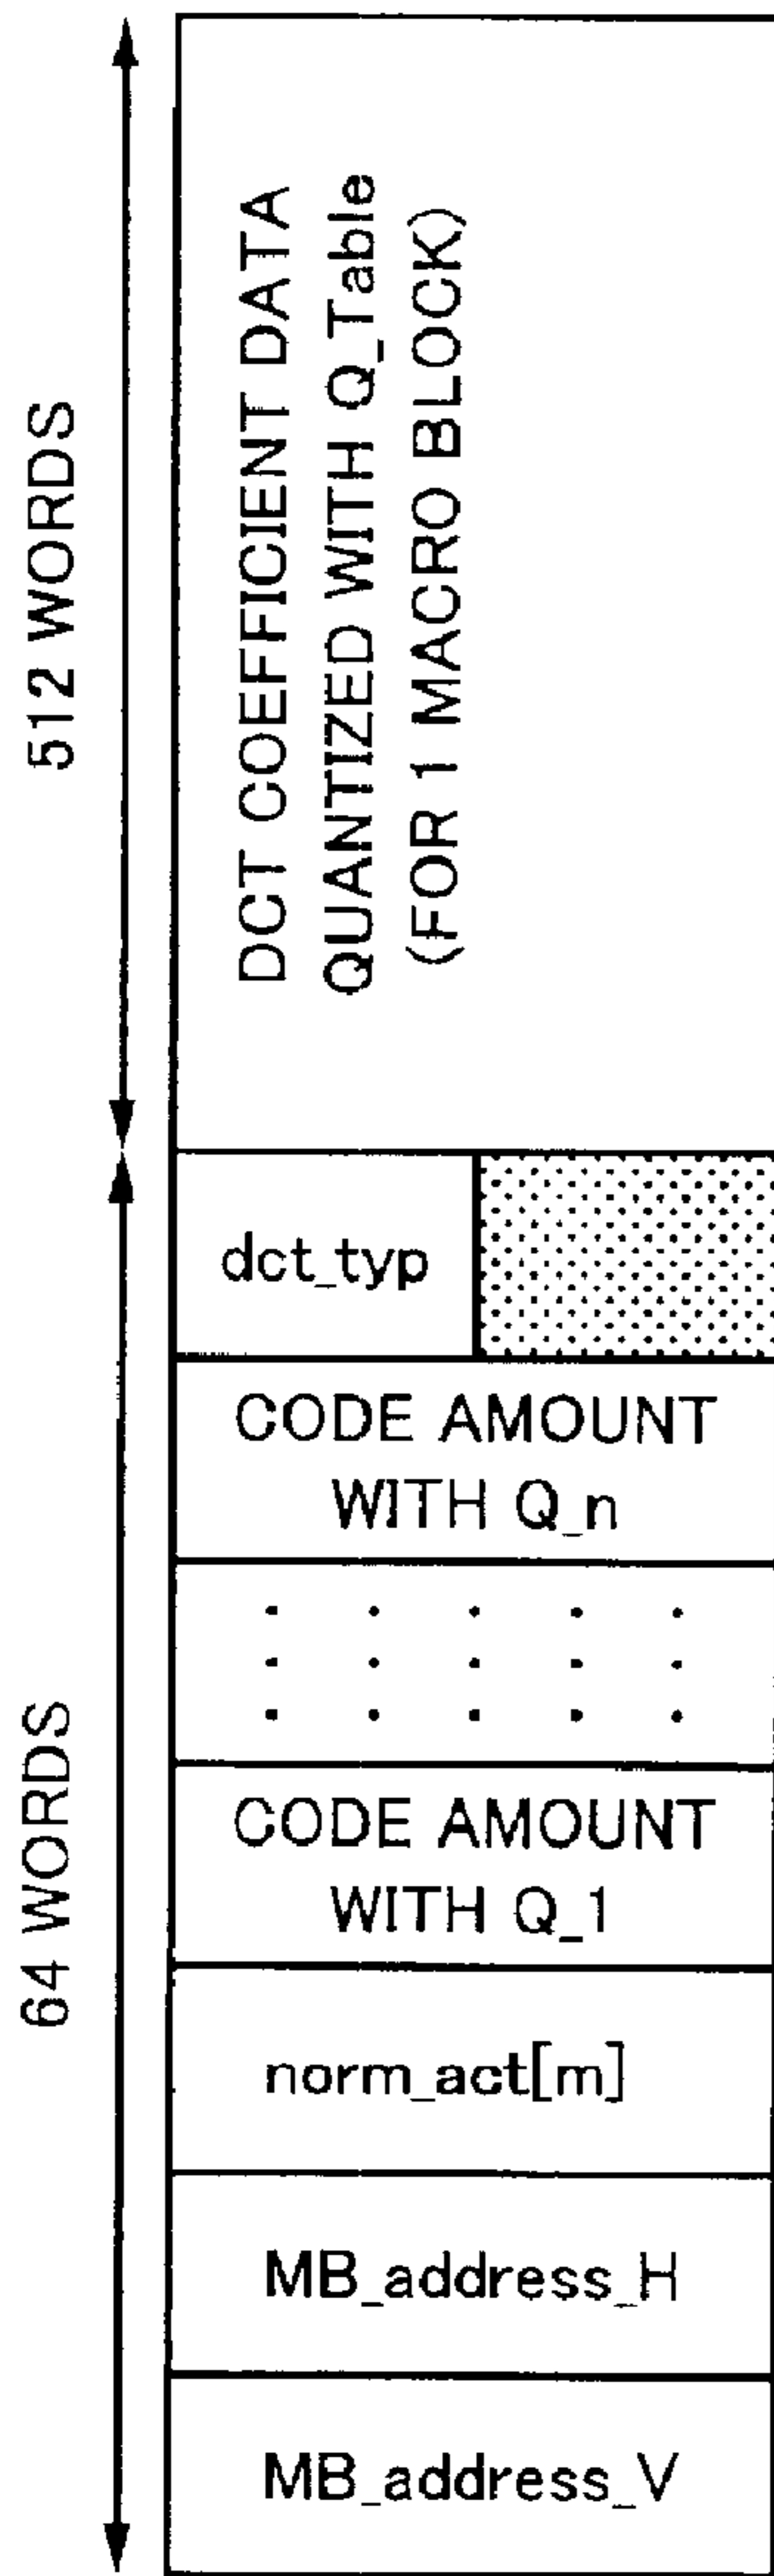 512 WORDS
DCT COEFFICIENT DATA
QUANTIZED WITH Q_Table
(FOR 1 MACRO BLOCK)
64 WORDS
dct_typ
CODE AMOUNT
WITH Q_n
CODE AMOUNT
WITH Q_1
norm_act[m]
MB_address_H
MB_address_V